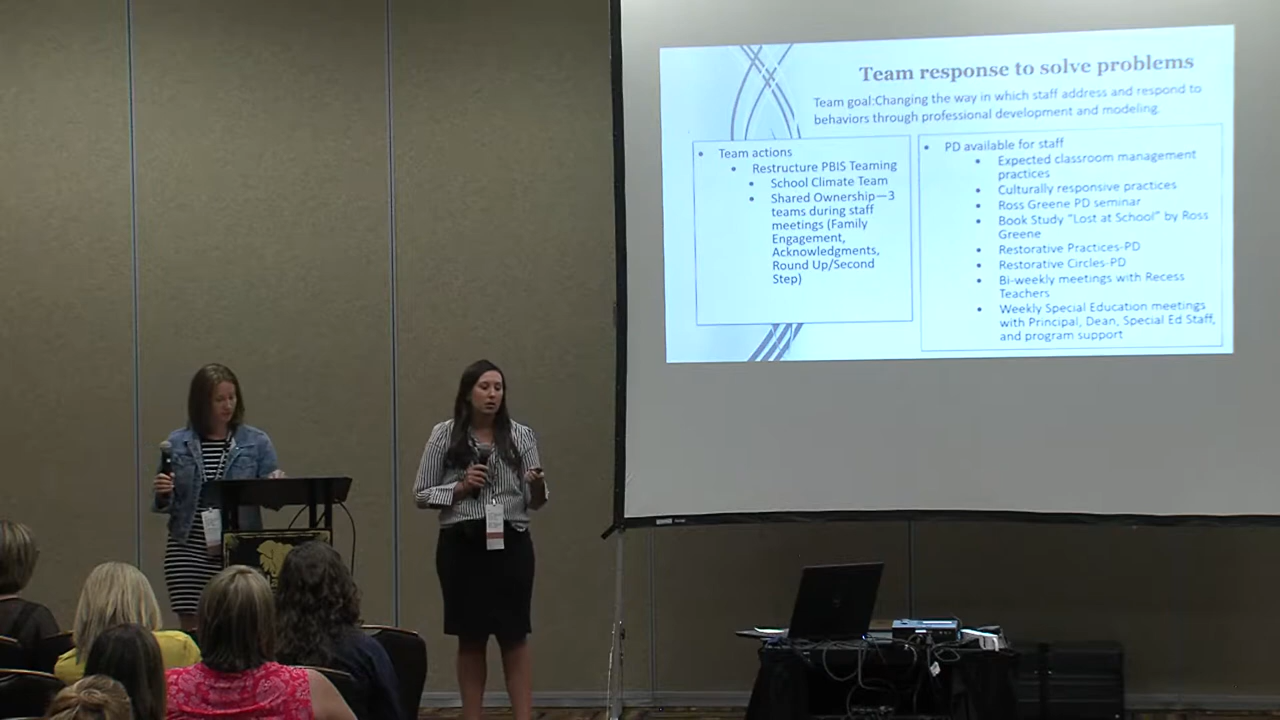 Team response to solve problems
Team goal:Changing the way in which staff address and respond to
behaviors through professional development and modeling.
• Team actions
• Restructure PBIS Teaming
• School Climate Team
• Shared Ownership—3
teams during staff
meetings (Family
Engagement,
Acknowledgments,
Round Up/Second
Step)
• PD available for staff
• Expected classroom management
practices
• Culturally responsive practices
• Ross Greene PD seminar
• Book Study "Lost at School" by Ross
Greene
• Restorative Practices-PD
• Restorative Circles-PD
• Bi-weekly meetings with Recess
Teachers
• Weekly Special Education meetings
with Principal, Dean, Special Ed Staff,
and program support